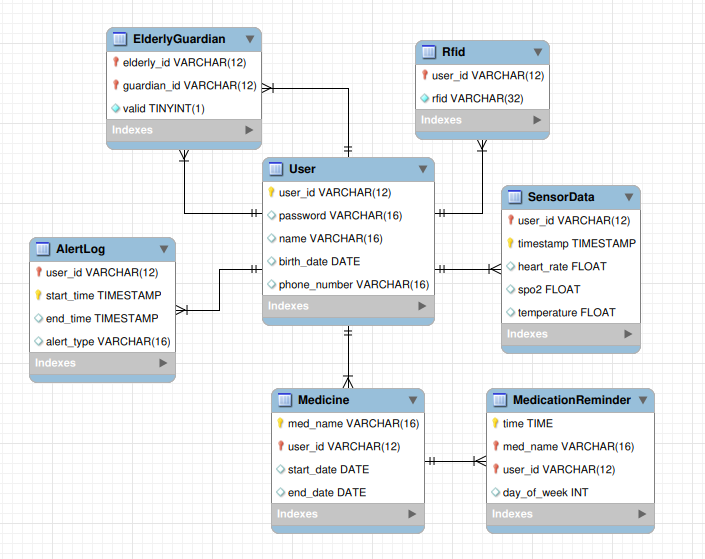 ElderlyGuardian
elderly_id VARCHAR(12)
guardian_id VARCHAR(12)
valid TINYINT(1)
Indexes
Rfid
user_id VARCHAR(12)
rfid VARCHAR(32)
Indexes
User
user_id VARCHAR(12)
password VARCHAR(16)
name VARCHAR(16)
birth_date DATE
phone_number VARCHAR(16)
Indexes
SensorData
user_id VARCHAR(12)
timestamp TIMESTAMP
heart_rate FLOAT
spo2 FLOAT
temperature FLOAT
Indexes
AlertLog
user_id VARCHAR(12)
start_time TIMESTAMP
end_time TIMESTAMP
alert_type VARCHAR(16)
Indexes
Medicine
med_name VARCHAR(16)
user_id VARCHAR(12)
start_date DATE
end_date DATE
Indexes
MedicationReminder
time TIME
med_name VARCHAR(16)
user_id VARCHAR(12)
day_of_week INT
Indexes